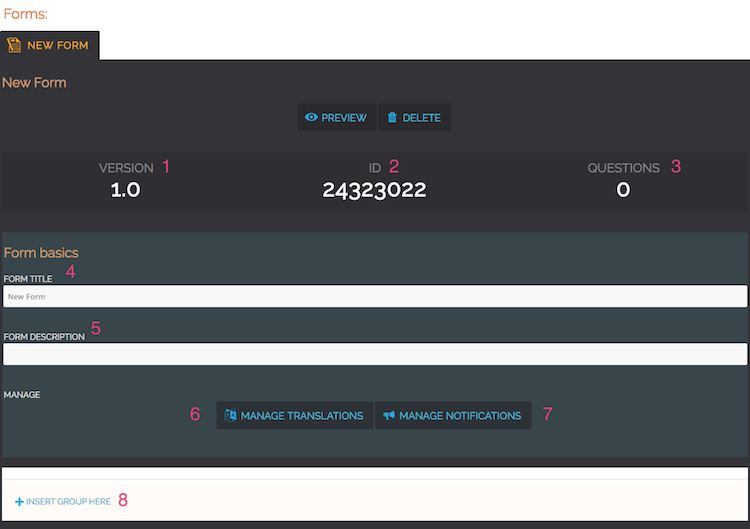 Forms:
NEW FORM
New Form
PREVIEW DELETE
VERSION 1 ID 2 QUESTIONS 3
1.0 24323022 0
Form basics
FORM TITLE 4
New Form
FORM DESCRIPTION 5
MANAGE
6 MANAGE TRANSLATIONS MANAGE NOTIFICATIONS 7
INSERT GROUP HERE 8